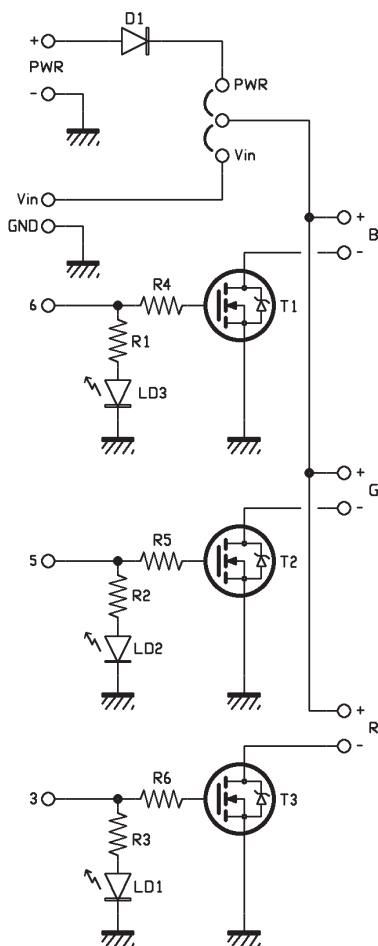 D1
+
PWR
PWR
-
Vin
Vin
+
GND
B
-
R4
6
T1
R1
LD3
+
G
-
R5
5
T2
R2
LD2
+
R
-
R6
3
T3
R3
LD1